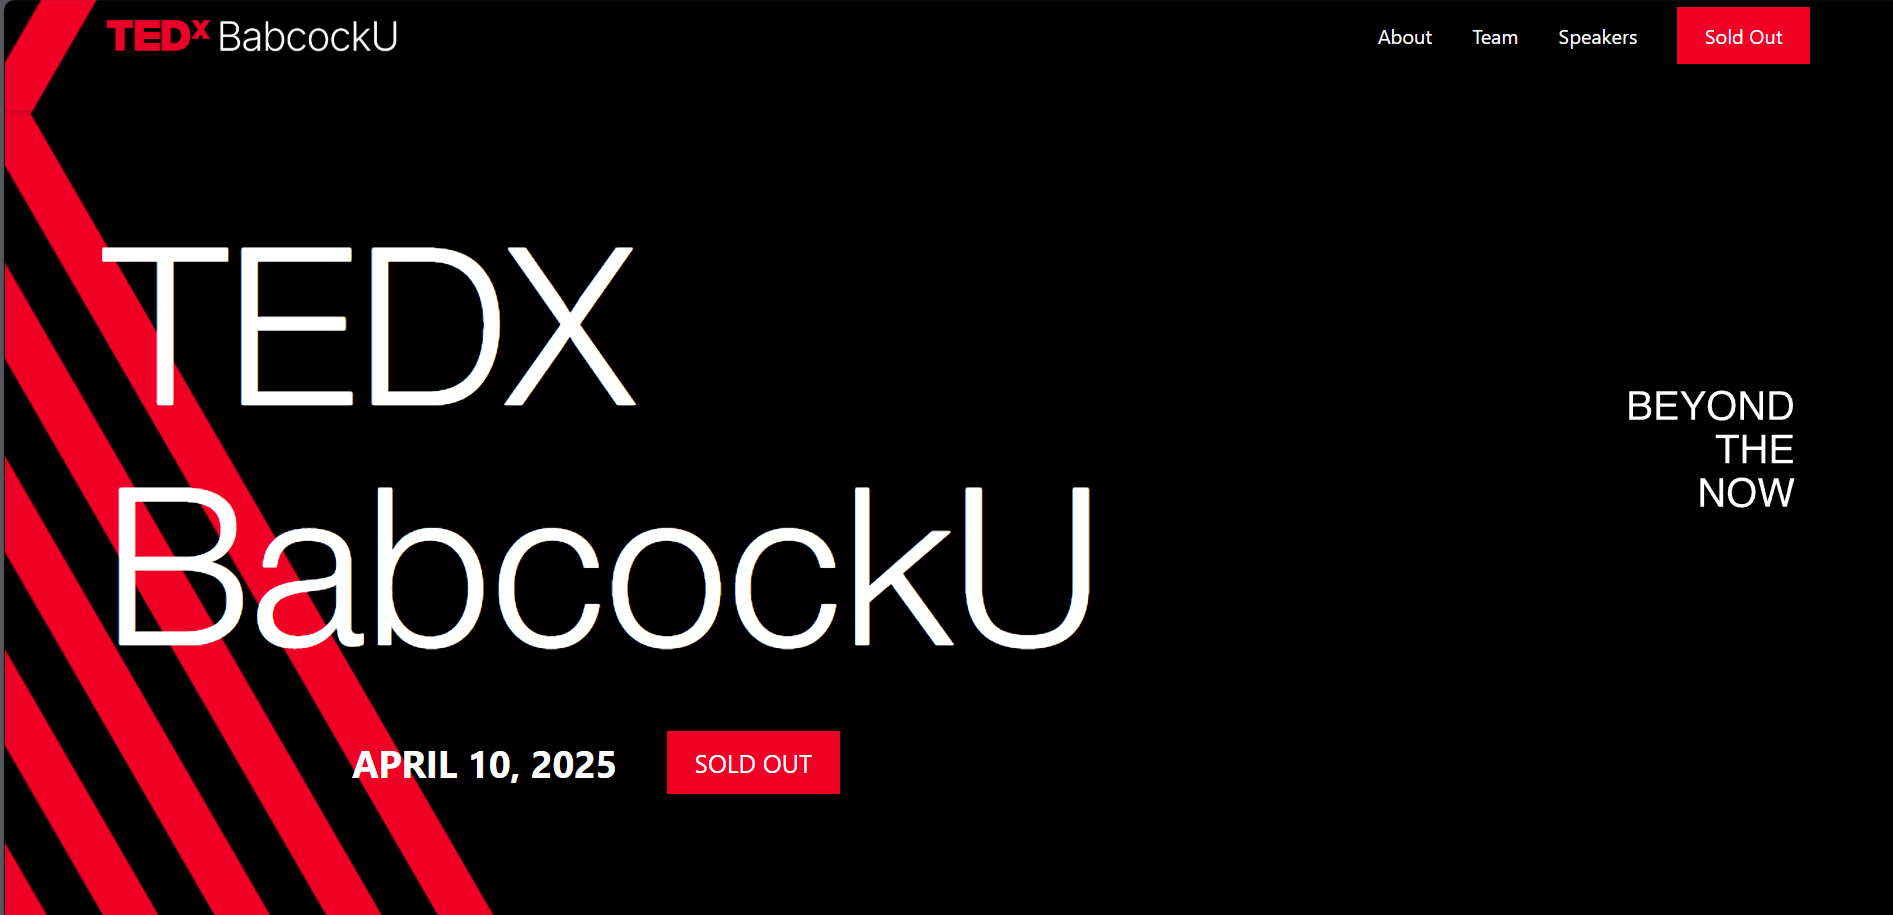 TEDx BabcockU
About Team Speakers Sold Out
TEDX
BabcockU
BEYOND
THE
NOW
APRIL 10, 2025 SOLD OUT